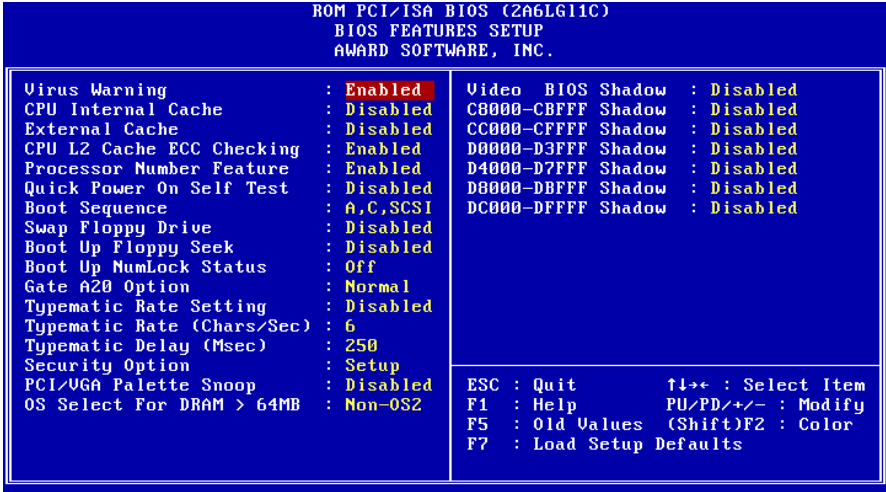 ROM PCI/ISA BIOS (2A6LG11C)
BIOS FEATURES SETUP
AWARD SOFTWARE, INC.
Virus Warning : Enabled
CPU Internal Cache : Disabled
External Cache : Disabled
CPU L2 Cache ECC Checking : Enabled
Processor Number Feature : Enabled
Quick Power On Self Test : Disabled
Boot Sequence : A,C,SCSI
Swap Floppy Drive : Disabled
Boot Up Floppy Seek : Disabled
Boot Up NumLock Status : Off
Gate A20 Option : Normal
Typematic Rate Setting : Disabled
Typematic Rate (Chars/Sec) : 6
Typematic Delay (Msec) : 250
Security Option : Setup
PCI/VGA Palette Snoop : Disabled
OS Select For DRAM > 64MB : Non-OS2
Video BIOS Shadow : Disabled
C8000-CBFFF Shadow : Disabled
CC000-CFFFF Shadow : Disabled
D0000-D3FFF Shadow : Disabled
D4000-D7FFF Shadow : Disabled
D8000-DBFFF Shadow : Disabled
DC000-DFFFF Shadow : Disabled
ESC : Quit ↑↓→← : Select Item
F1 : Help PU/PD/+/- : Modify
F5 : Old Values (Shift)F2 : Color
F7 : Load Setup Defaults